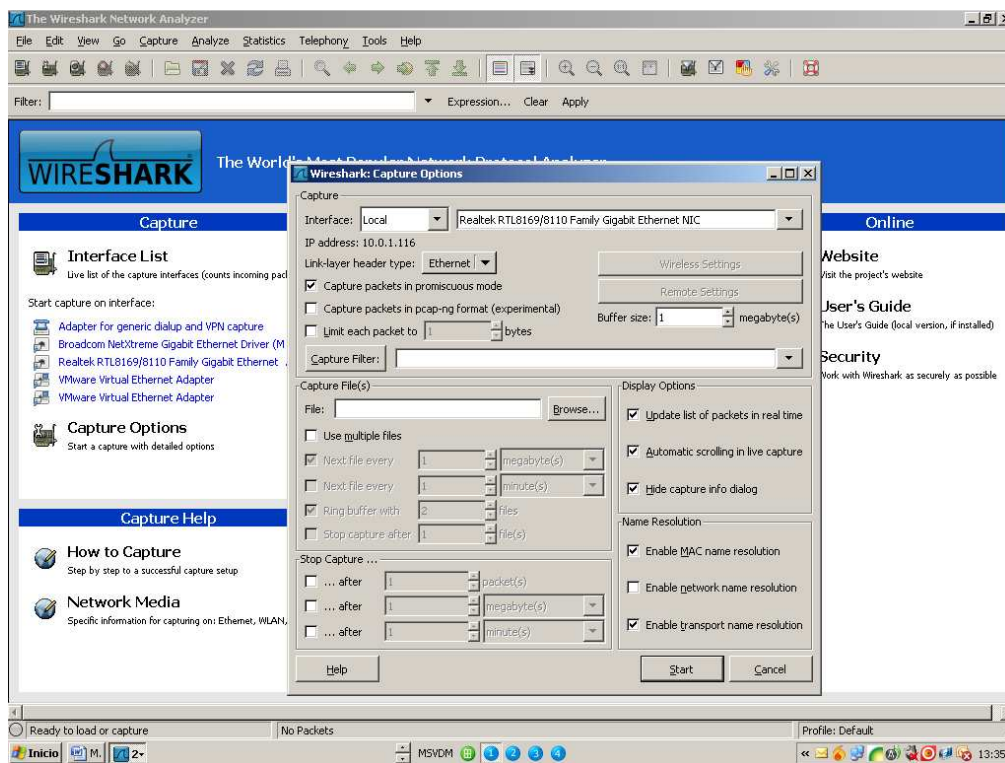 The Wireshark Network Analyzer
File Edit View Go Capture Analyze Statistics Telephony Tools Help
Filter: Expression... Clear Apply
WIRESHARK
The World's Most Popular Network Protocol Analyzer
Capture
Interface List
Live list of the capture interfaces (counts incoming pac
Start capture on interface:
Adapter for generic dialup and VPN capture
Broadcom NetXtreme Gigabit Ethernet Driver (M
Realtek RTL8169/8110 Family Gigabit Ethernet
VMware Virtual Ethernet Adapter
VMware Virtual Ethernet Adapter
Capture Options
Start a capture with detailed options
Capture Help
How to Capture
Step by step to a successful capture setup
Network Media
Specific information for capturing on: Ethernet, WLAN,
Wireshark: Capture Options
Capture
Interface: Local Realtek RTL8169/8110 Family Gigabit Ethernet NIC
IP address: 10.0.1.116
Link-layer header type: Ethernet
Wireless Settings
Capture packets in promiscuous mode
Remote Settings
Capture packets in pcap-ng format (experimental)
Buffer size: 1 megabyte(s)
Limit each packet to 1 bytes
Capture Filter:
Capture File(s)
File: Browse...
Use multiple files
Next file every 1 megabyte(s)
Next file every 1 minute(s)
Ring buffer with 2 files
Stop capture after 1 file(s)
Stop Capture ...
... after 1 packet(s)
... after 1 megabyte(s)
... after 1 minute(s)
Display Options
Update list of packets in real time
Automatic scrolling in live capture
Hide capture info dialog
Name Resolution
Enable MAC name resolution
Enable network name resolution
Enable transport name resolution
Help Start Cancel
Online
Website
Visit the project's website
User's Guide
The User's Guide (local version, if installed)
Security
Work with Wireshark as securely as possible
Ready to load or capture No Packets Profile: Default
Inicio M. 2 MSVDM 1 2 3 4 « 13:35